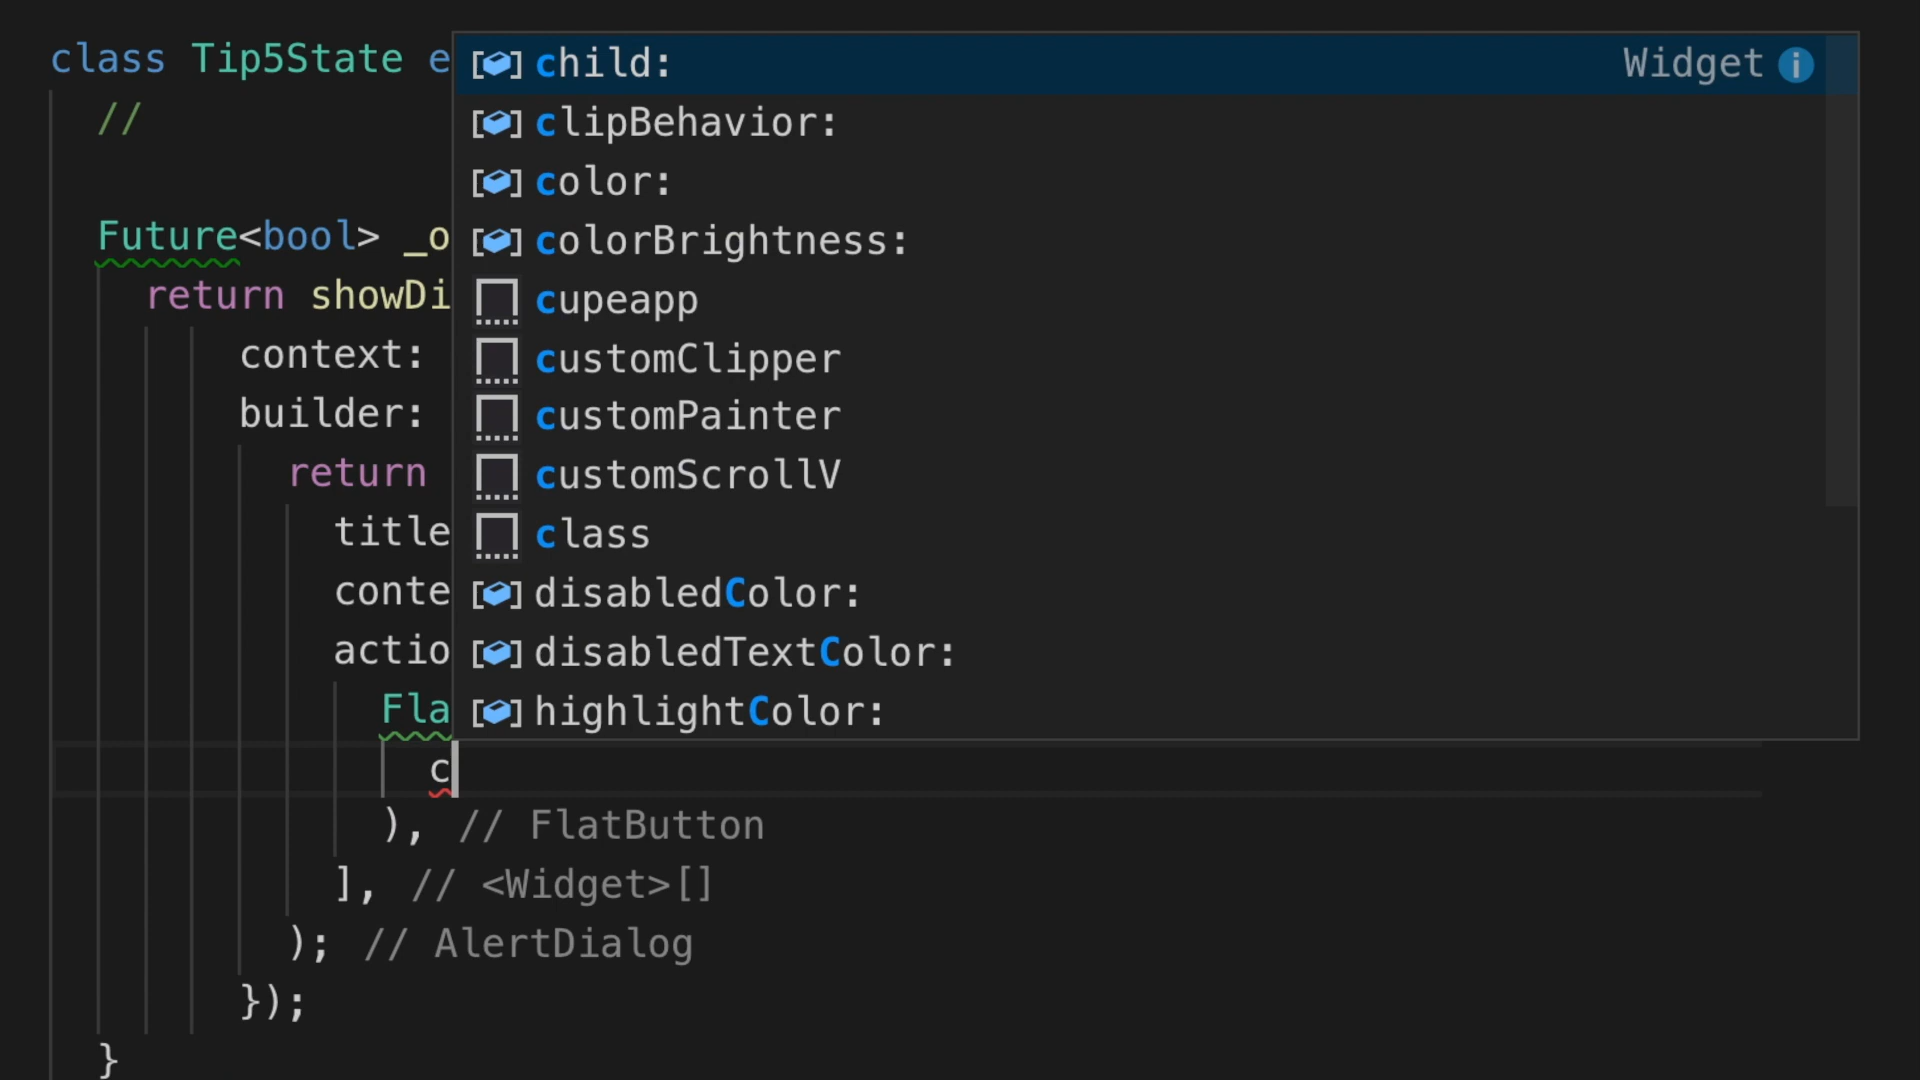 class Tip5State e
//
Future<bool> _o
return showDi
context:
builder:
return
title
conte
actio
Fla
c
), // FlatButton
], // <Widget>[]
); // AlertDialog
});
}
child: Widget
clipBehavior:
color:
colorBrightness:
cupeapp
customClipper
customPainter
customScrollV
class
disabledColor:
disabledTextColor:
highlightColor: